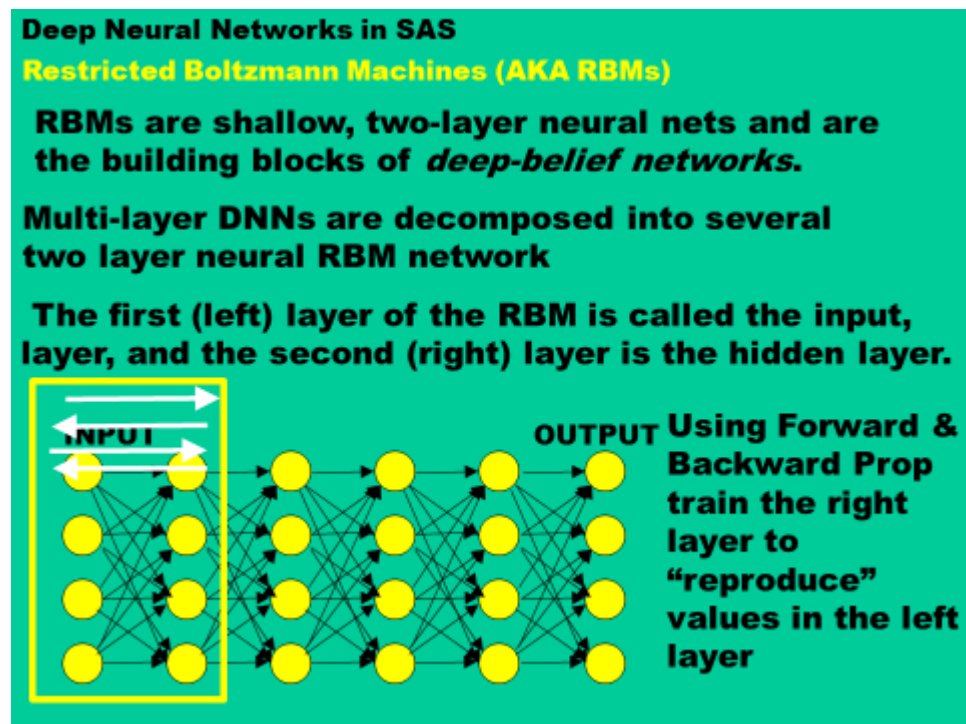 Deep Neural Networks in SAS
Restricted Boltzmann Machines (AKA RBMs)
RBMs are shallow, two-layer neural nets and are
the building blocks of deep-belief networks.
Multi-layer DNNs are decomposed into several
two layer neural RBM network
The first (left) layer of the RBM is called the input,
layer, and the second (right) layer is the hidden layer.
INPUT
OUTPUT
Using Forward &
Backward Prop
train the right
layer to
“reproduce”
values in the left
layer